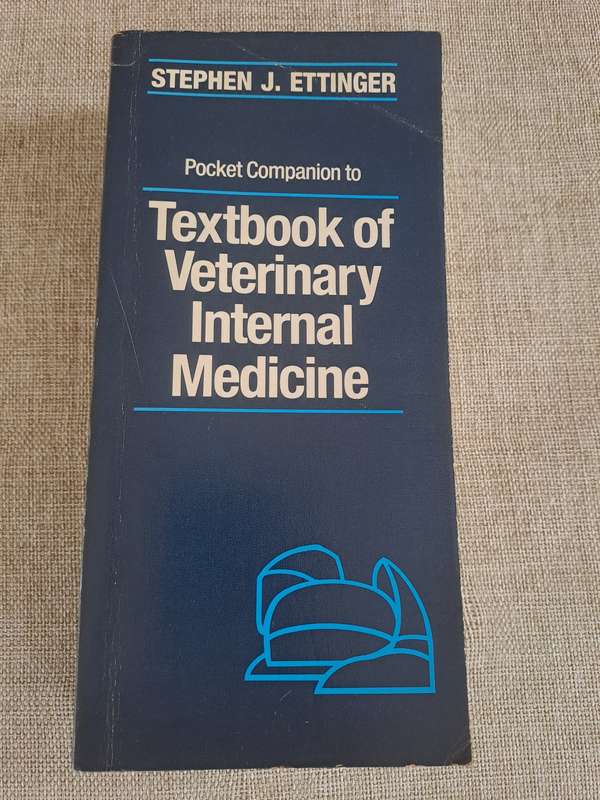 STEPHEN J. ETTINGER
Pocket Companion to
Textbook of
Veterinary
Internal
Medicine